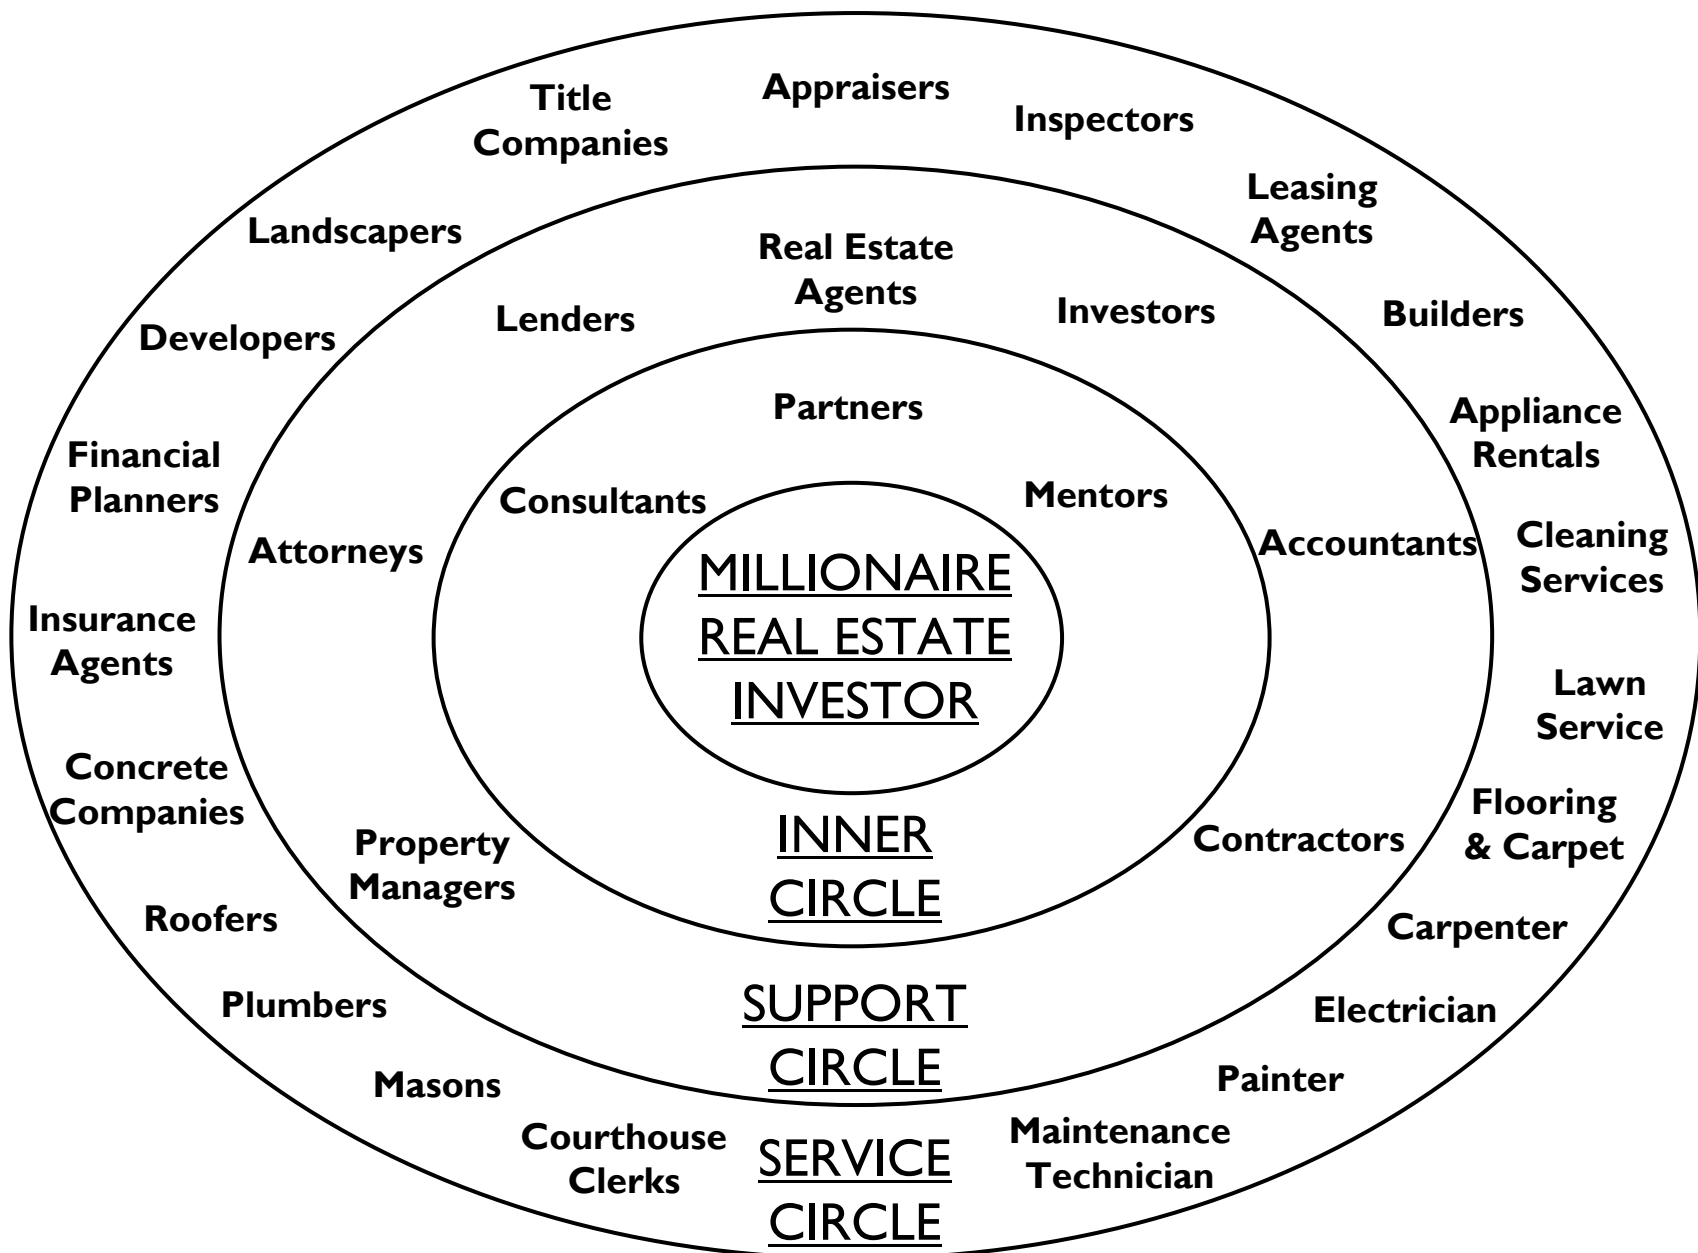 Title
Companies
Appraisers
Inspectors
Leasing
Agents
Landscapers
Real Estate
Agents
Lenders
Investors
Builders
Developers
Partners
Appliance
Rentals
Financial
Planners
Consultants
Mentors
Attorneys
Accountants
Cleaning
Services
MILLIONAIRE
REAL ESTATE
INVESTOR
Insurance
Agents
Lawn
Service
Concrete
Companies
Flooring
& Carpet
Property
Managers
INNER
CIRCLE
Contractors
Roofers
Carpenter
Plumbers
SUPPORT
CIRCLE
Electrician
Masons
Painter
Courthouse
Clerks
SERVICE
CIRCLE
Maintenance
Technician